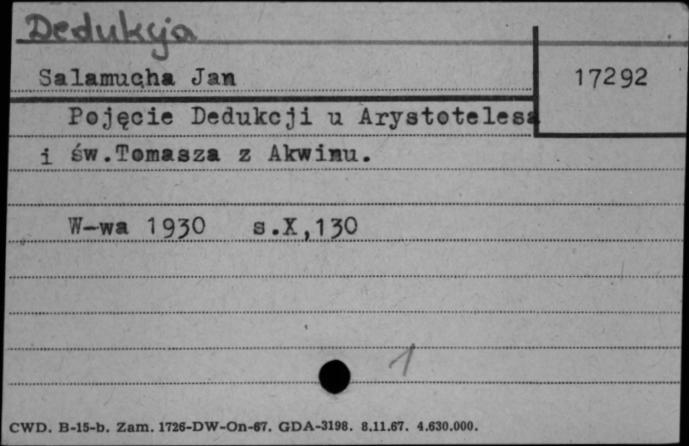 Dedukcja
Salamucha Jan
17292
Pojęcie Dedukcji u Arystotelesa
i św.Tomasza z Akwinu.
W-wa 1930 s.X,130
1
CWD. B-15-b. Zam. 1726-DW-On-67. GDA-3198. 8.11.67. 4.630.000.